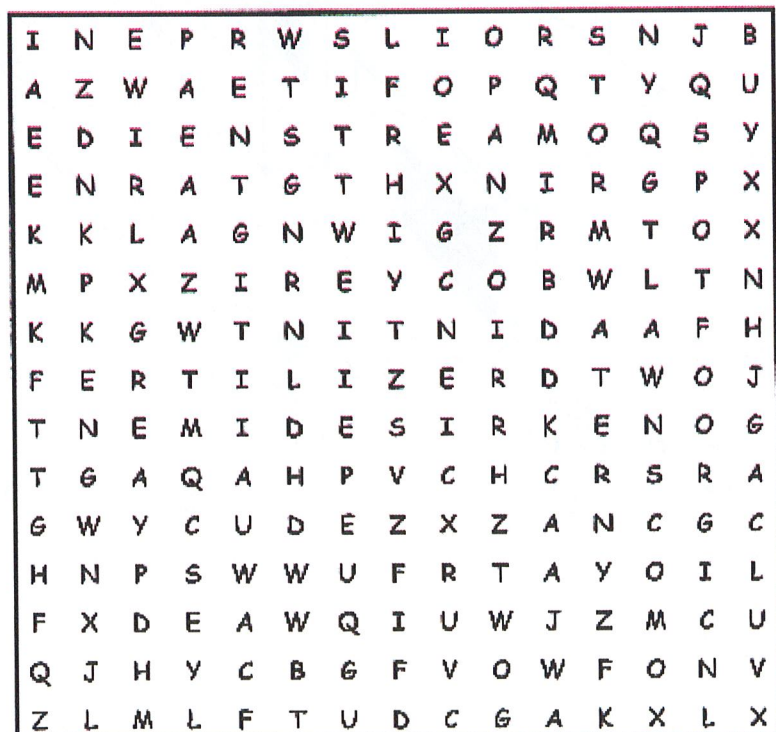 I N E P R W S L I O R S N J B
A Z W A E T I F O P Q T Y Q U
E D I E N S T R E A M O Q S Y
E N R A T G T H X N I R G P X
K K L A G N W I G Z R M T O X
M P X Z I R E Y C O B W L T N
K K G W T N I T N I D A A F H
F E R T I L I Z E R D T W O J
T N E M I D E S I R K E N O G
T G A Q A H P V C H C R S R A
G W Y C U D E Z X Z A N C G C
H N P S W W U F R T A Y O I L
F X D E A W Q I U W J Z M C U
Q J H Y C B G F V O W F O N V
Z L M L F T U D C G A K X L X